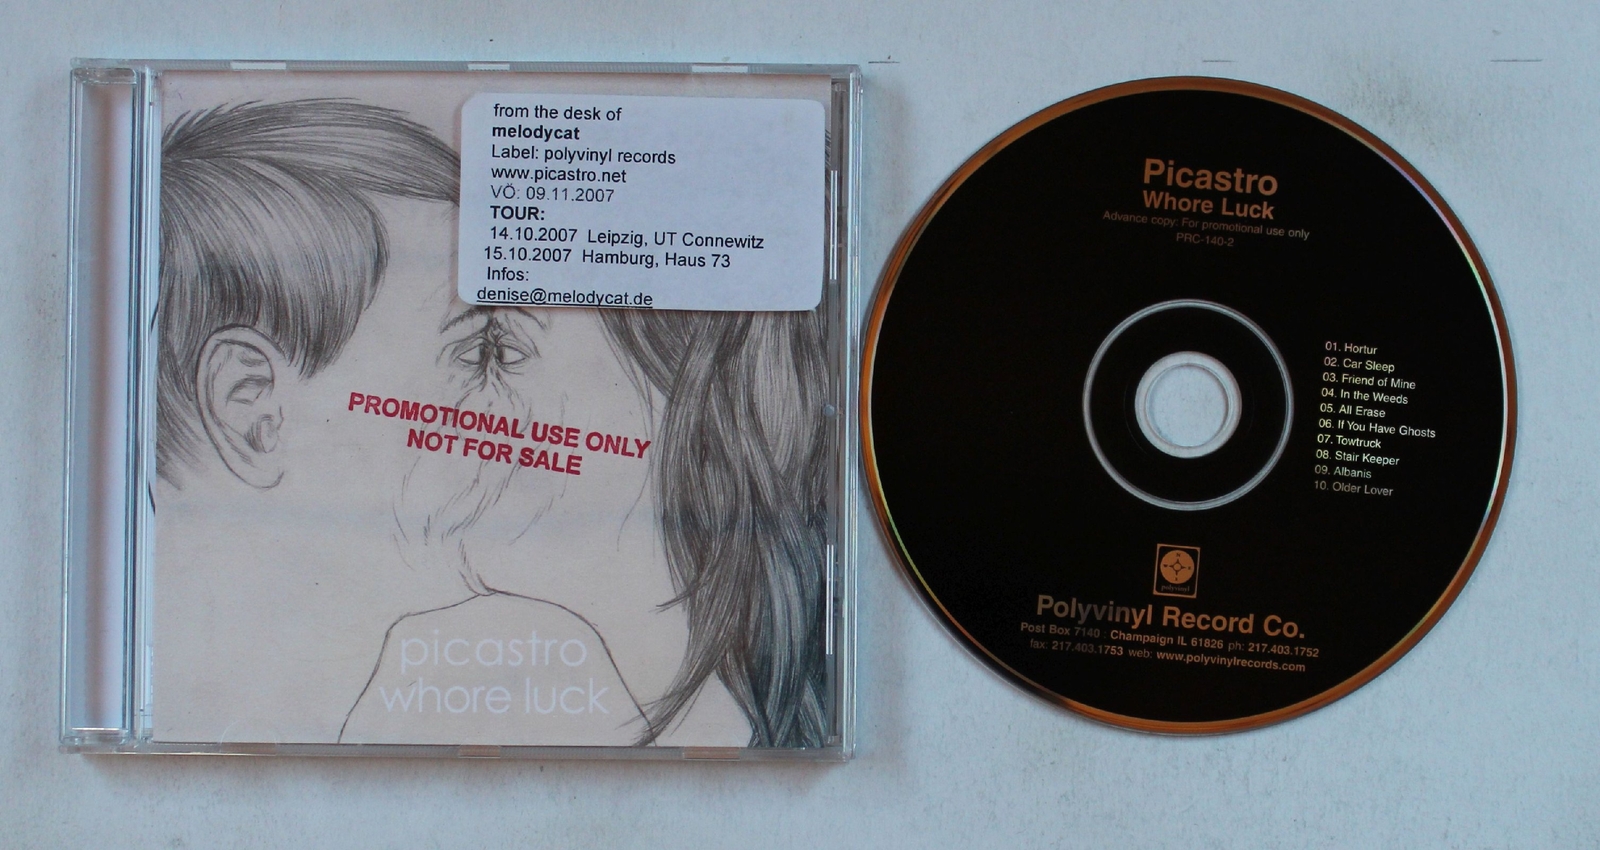 from the desk of
melodycat
Label: polyvinyl records
www.picastro.net
VÖ: 09.11.2007
TOUR:
14.10.2007 Leipzig, UT Connewitz
15.10.2007 Hamburg, Haus 73
Infos:
denise@melodycat.de
PROMOTIONAL USE ONLY
NOT FOR SALE
picastro
whore luck
Picastro
Whore Luck
Advance copy: For promotional use only
PRC-140-2
01. Hortur
02. Car Sleep
03. Friend of Mine
04. In the Weeds
05. All Erase
06. If You Have Ghosts
07. Towtruck
08. Stair Keeper
09. Albanis
10. Older Lover
polyvinyl
Polyvinyl Record Co.
Post Box 7140 Champaign IL 61826 ph: 217.403.1752
fax: 217.403.1753 web: www.polyvinylrecords.com